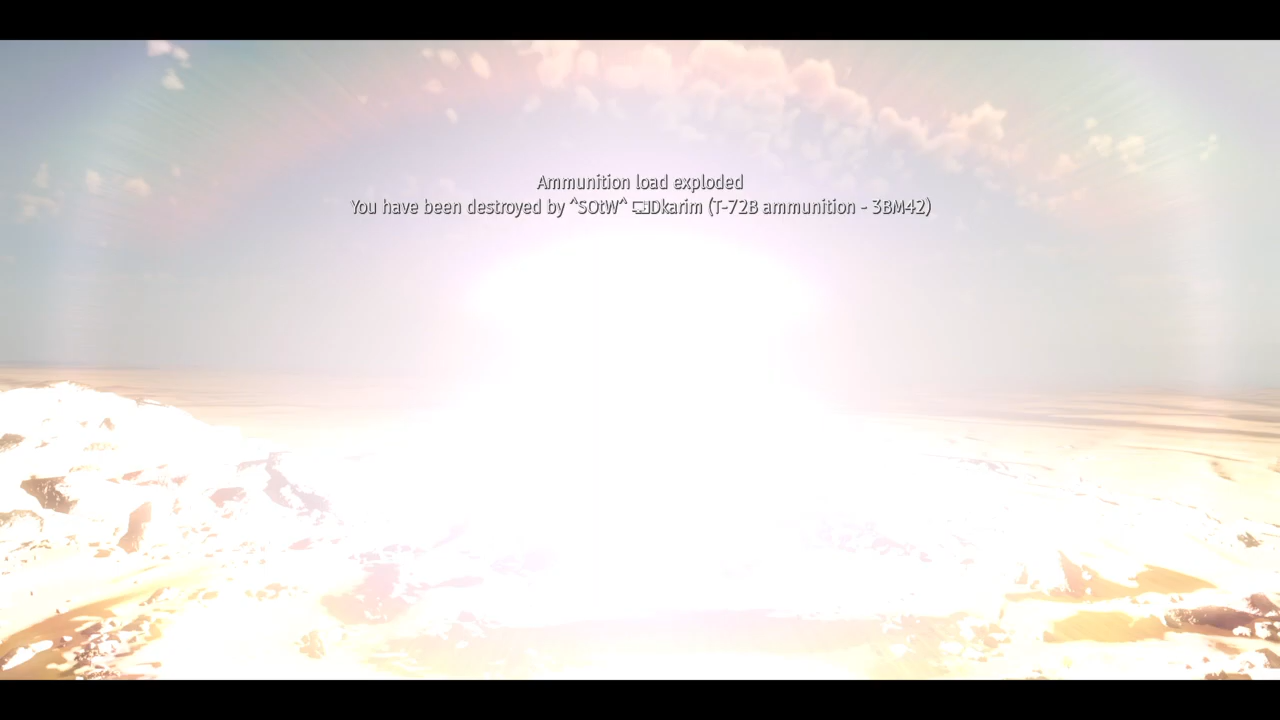 Ammunition load exploded
You have been destroyed by ^SOtW^ Dkarim (T-72B ammunition - 3BM42)